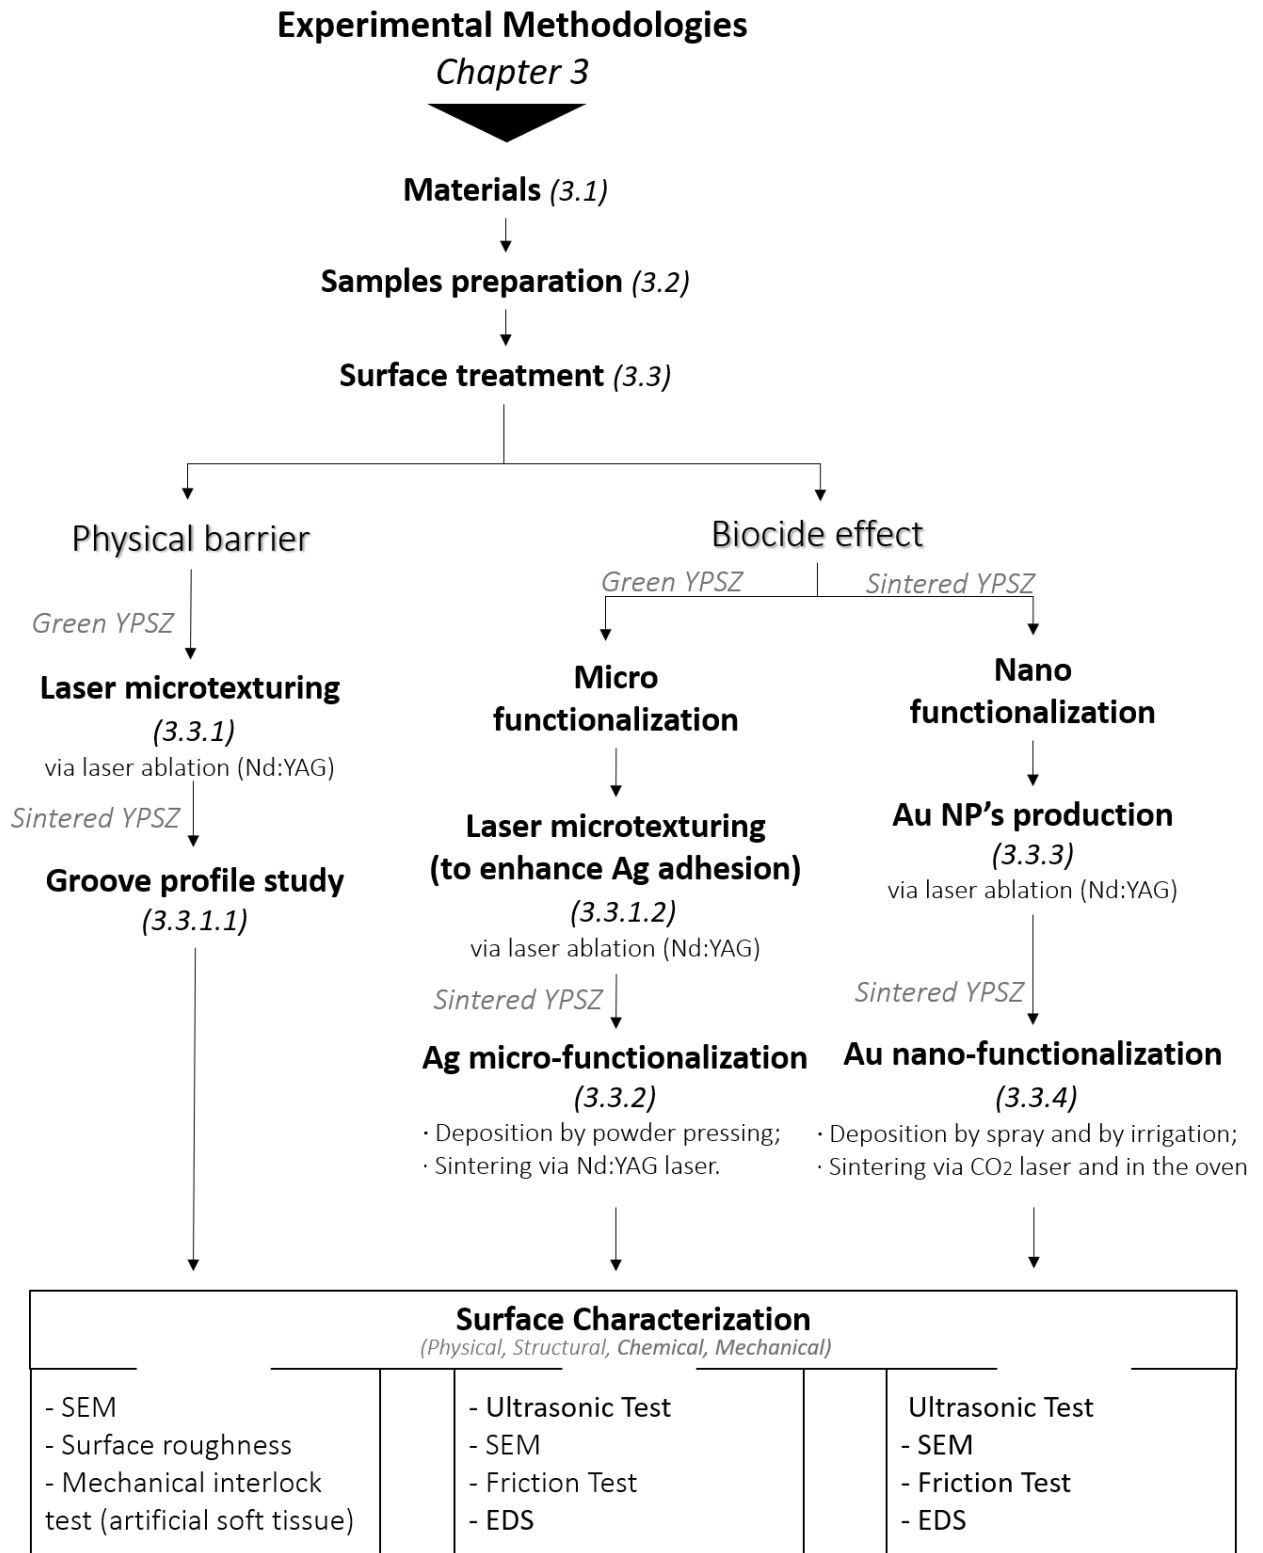 Experimental Methodologies
Chapter 3
Materials (3.1)
Samples preparation (3.2)
Surface treatment (3.3)
Physical barrier
Green YPSZ
Laser microtexturing
(3.3.1)
via laser ablation (Nd:YAG)
Sintered YPSZ
Groove profile study
(3.3.1.1)
Biocide effect
Green YPSZ
Micro
functionalization
Laser microtexturing
(to enhance Ag adhesion)
(3.3.1.2)
via laser ablation (Nd:YAG)
Sintered YPSZ
Ag micro-functionalization
(3.3.2)
· Deposition by powder pressing;
· Sintering via Nd:YAG laser.
Sintered YPSZ
Nano
functionalization
Au NP’s production
(3.3.3)
via laser ablation (Nd:YAG)
Sintered YPSZ
Au nano-functionalization
(3.3.4)
· Deposition by spray and by irrigation;
· Sintering via CO2 laser and in the oven
Surface Characterization
(Physical, Structural, Chemical, Mechanical)
- SEM
- Surface roughness
- Mechanical interlock
test (artificial soft tissue)
- Ultrasonic Test
- SEM
- Friction Test
- EDS
Ultrasonic Test
- SEM
- Friction Test
- EDS